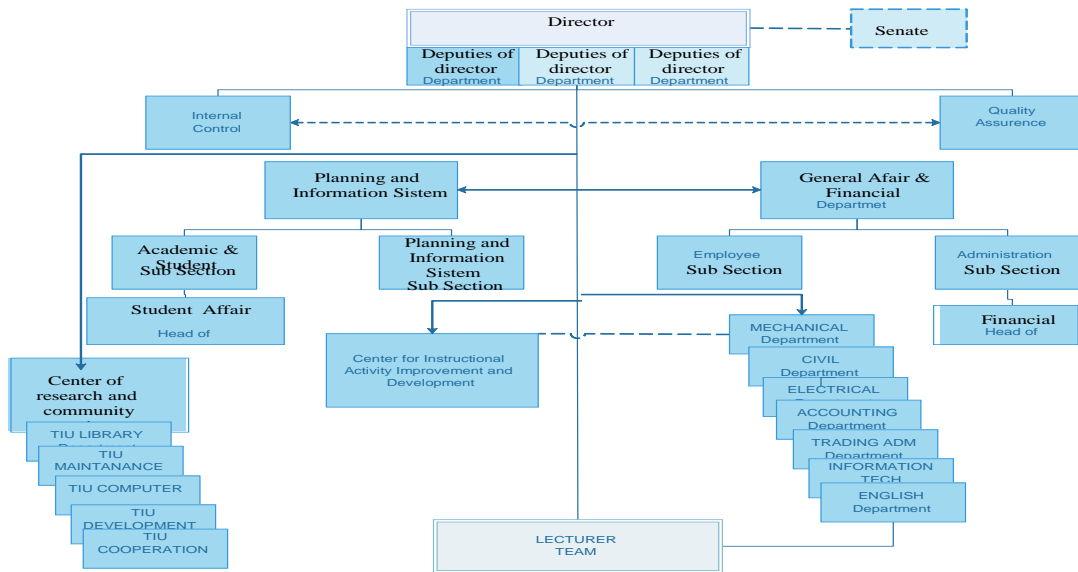 Director
Senate
Deputies of
director
Department
Deputies of
director
Department
Deputies of
director
Department
Internal
Control
Quality
Assurence
Planning and
Information Sistem
General Afair &
Financial
Departmet
Academic &
Student
Sub Section
Planning and
Information
Sistem
Sub Section
Employee
Sub Section
Administration
Sub Section
Student Affair
Head of
Financial
Head of
Center for Instructional
Activity Improvement and
Development
MECHANICAL
Department
CIVIL
Department
ELECTRICAL
ACCOUNTING
Department
TRADING ADM
Department
INFORMATION
TECH
ENGLISH
Department
Center of
research and
community
TIU LIBRARY
TIU
MAINTANANCE
TIU COMPUTER
TIU
DEVELOPMENT
TIU
COOPERATION
LECTURER
TEAM